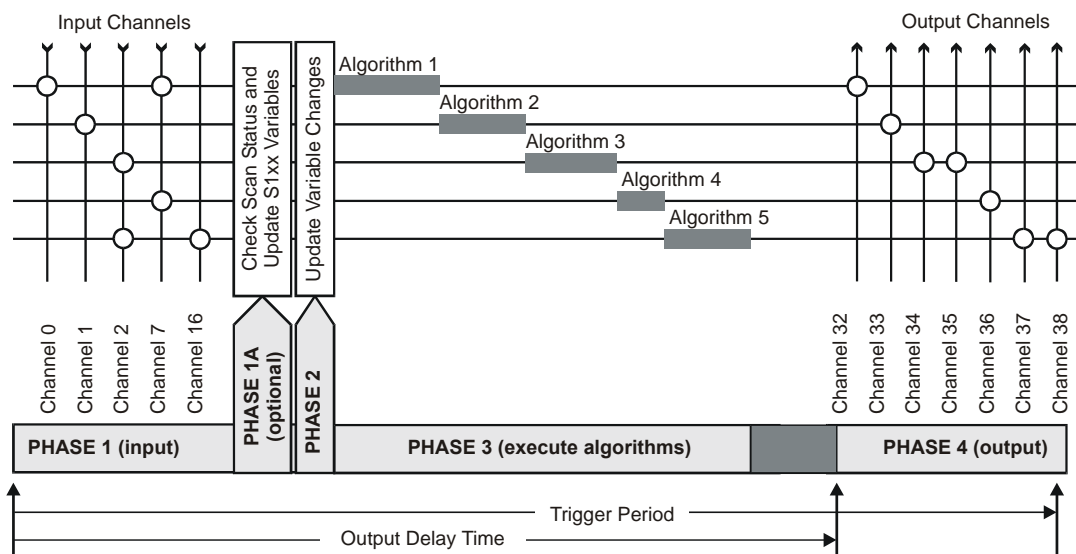 Input Channels
Output Channels
Check Scan Status and
Update S1xx Variables
Update Variable Changes
Algorithm 1
Algorithm 2
Algorithm 3
Algorithm 4
Algorithm 5
Channel 0
Channel 1
Channel 2
Channel 7
Channel 16
PHASE 1A
(optional)
PHASE 2
Channel 32
Channel 33
Channel 34
Channel 35
Channel 36
Channel 37
Channel 38
PHASE 1 (input)
PHASE 3 (execute algorithms)
PHASE 4 (output)
Trigger Period
Output Delay Time